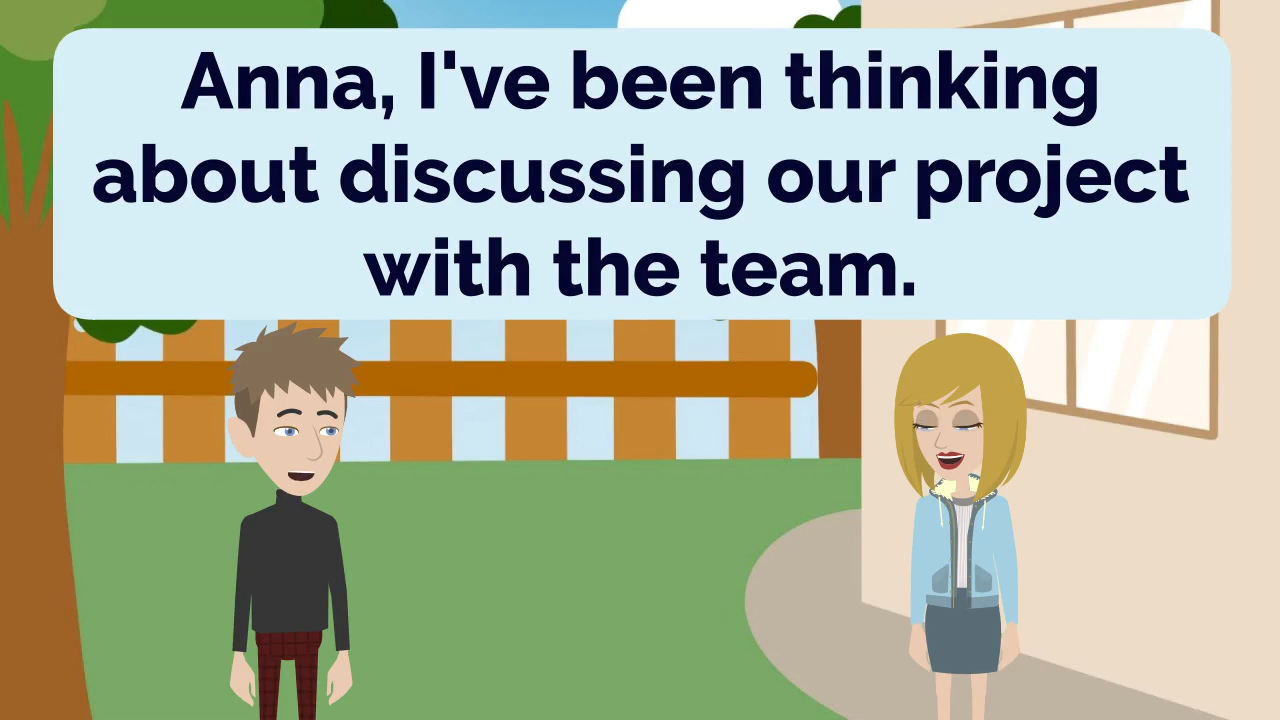 Anna, I've been thinking
about discussing our project
with the team.